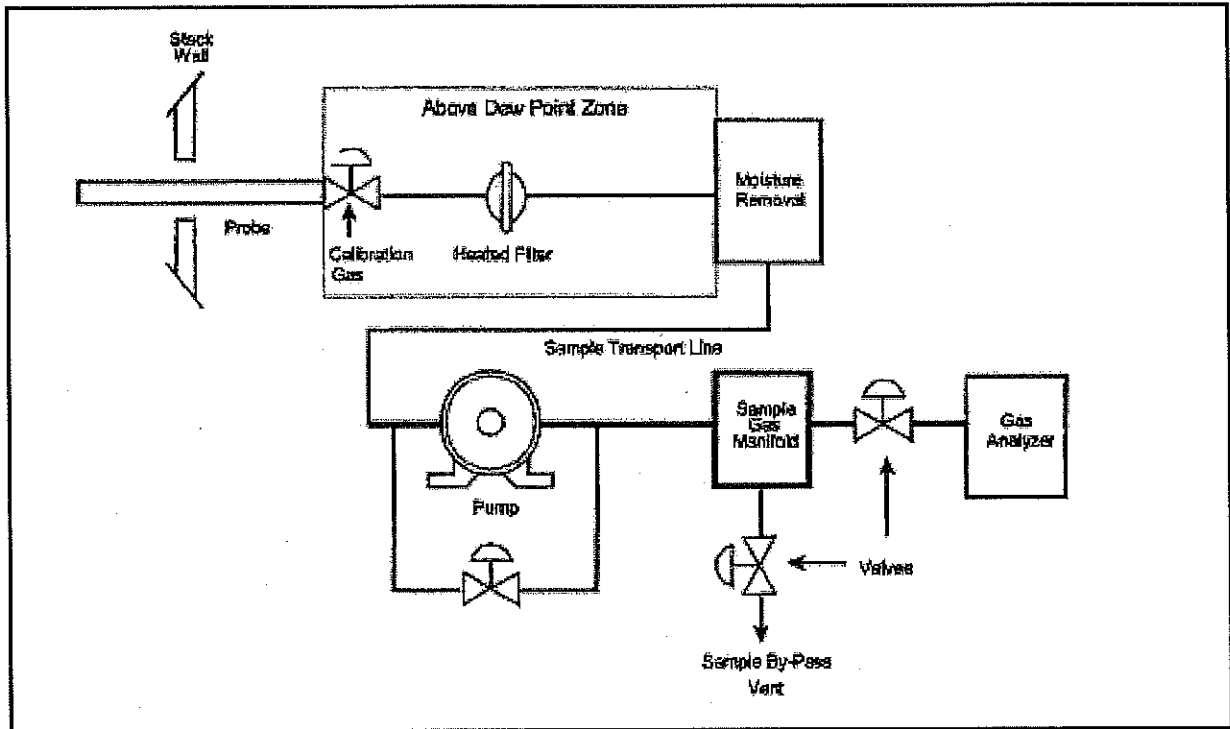 Stack
Wall
Above Dew Point Zone
Probe
Calibration
Gas
Heated Filter
Moisture
Removal
Sample Transport Line
Pump
Sample
Gas
Manifold
Gas
Analyzer
Valves
Sample By-Pass
Vent